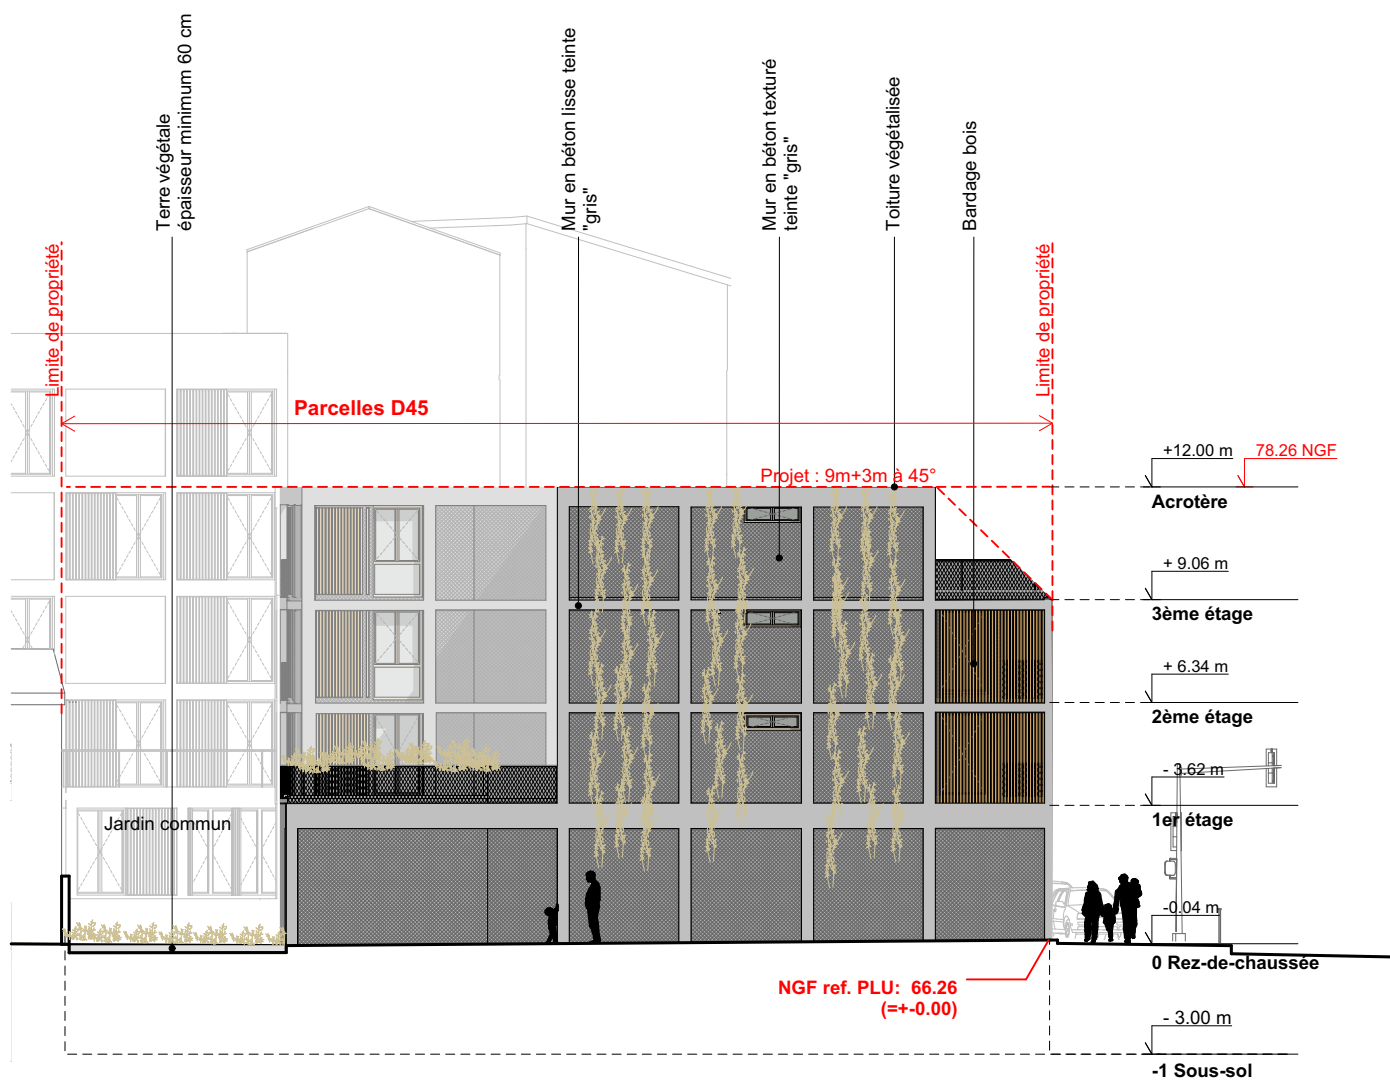 Terre végétale
épaisseur minimum 60 cm
Mur en béton lisse teinte
"gris"
Mur en béton texturé
teinte "gris"
Toiture végétalisée
Bardage bois
Limite de propriété
Limite de propriété
Parcelles D45
Projet : 9m+3m à 45°
+12.00 m
78.26 NGF
Acrotère
+ 9.06 m
3ème étage
+ 6.34 m
2ème étage
- 3.62 m
1er étage
Jardin commun
-0.04 m
0 Rez-de-chaussée
NGF ref. PLU: 66.26
(=+-0.00)
- 3.00 m
-1 Sous-sol